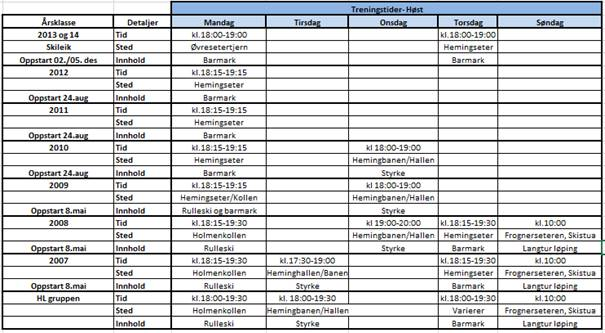 Treningstider- Høst
Årsklasse Detaljer Mandag Tirsdag Onsdag Torsdag Søndag
2013 og 14 Tid kl.18:00-19:00 kl.18:00-19:00
Skileik Sted Øvresetertjern Hemingseter
Oppstart 02./05. des Innhold Barmark Barmark
2012 Tid kl.18:15-19:15
Sted Hemingseter
Oppstart 24.aug Innhold Barmark
2011 Tid kl.18:15-19:15
Sted Hemingseter
Oppstart 24.aug Innhold Barmark
2010 Tid kl.18:15-19:15 kl 18:00-19:00
Sted Hemingseter Hemingbanen/Hallen
Oppstart 24.aug Innhold Barmark Styrke
2009 Tid kl.18:15-19:15 kl 18:00-19:00
Sted Hemingseter/Kollen Hemingbanen/Hallen
Oppstart 8.mai Innhold Rulleski og barmark Styrke
2008 Tid kl.18:15-19:30 kl 19:00-20:00 kl.18:15-19:30 kl.10:00
Sted Holmenkollen Hemingbanen/Hallen Hemingseter Frognerseteren, Skistua
Oppstart 8.mai Innhold Rulleski Styrke Barmark Langtur løping
2007 Tid kl.18:15-19:30 kl.17:30-19:00 kl.18:15-19:30 kl.10:00
Sted Holmenkollen Heminghallen/Banen Hemingseter Frognerseteren, Skistua
Oppstart 8.mai Innhold Rulleski Styrke Barmark Langtur løping
HL gruppen Tid kl.18:00-19:30 kl. 18:00-19:30 kl.18:00-19:30 kl.10:00
Sted Holmenkollen Hemingbanen/Hallen Varierer Frognerseteren, Skistua
Innhold Rulleski Styrke Barmark Langtur løping